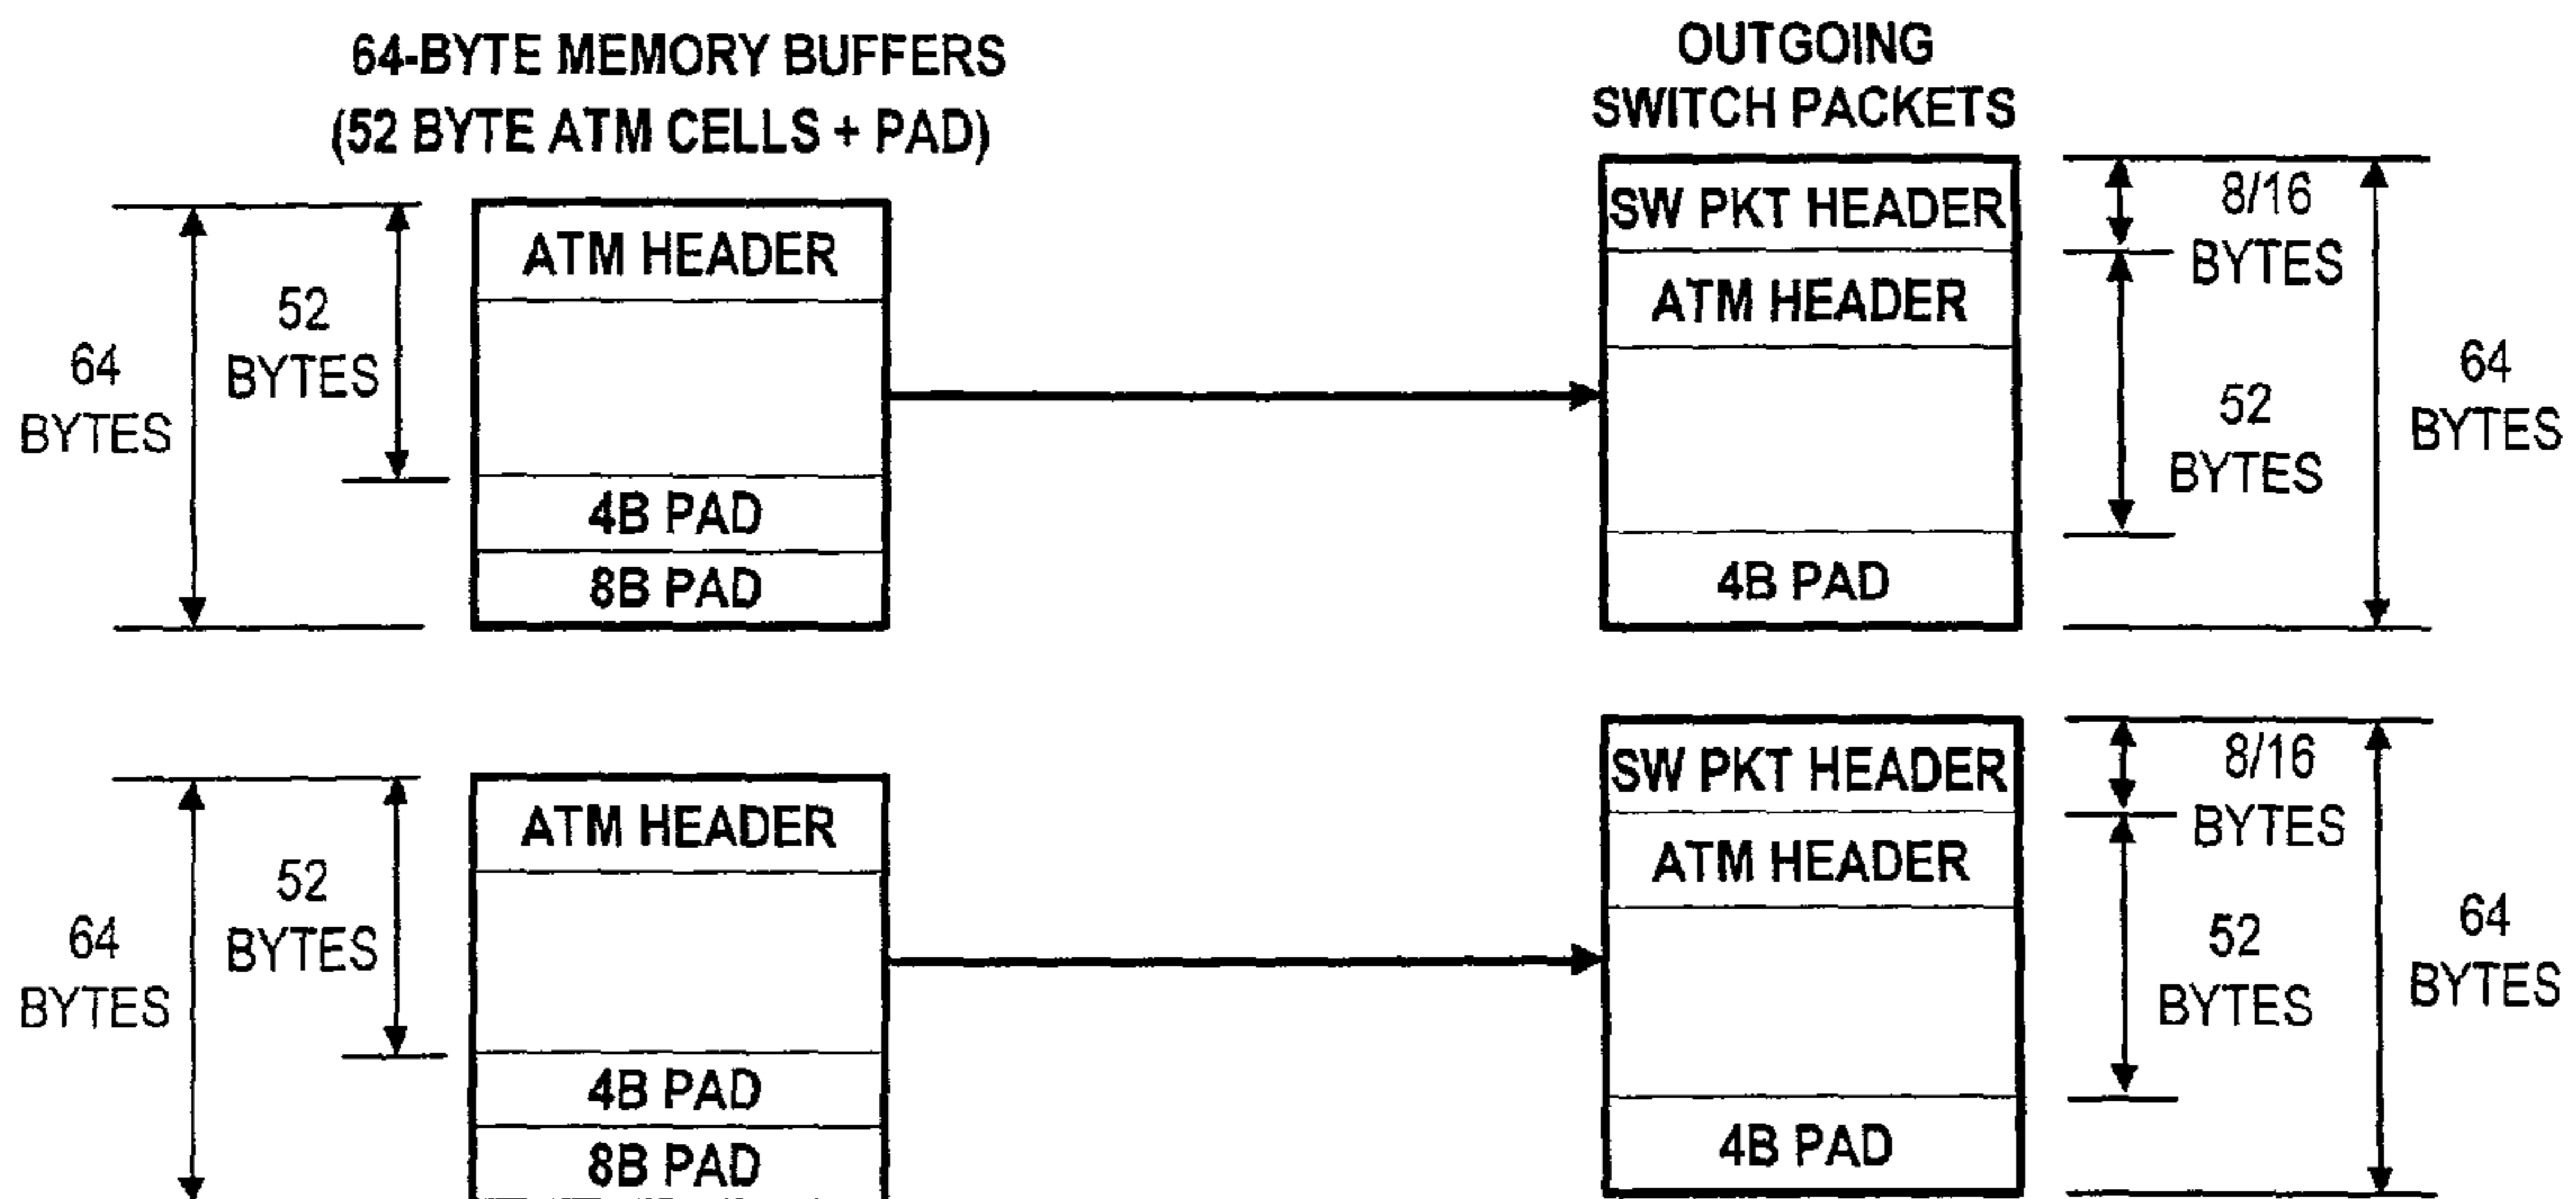 64-BYTE MEMORY BUFFERS
(52 BYTE ATM CELLS + PAD)
OUTGOING
SWITCH PACKETS
64
BYTES
52
BYTES
ATM HEADER
4B PAD
8B PAD
SW PKT HEADER
ATM HEADER
4B PAD
8/16
BYTES
52
BYTES
64
BYTES
64
BYTES
52
BYTES
ATM HEADER
4B PAD
8B PAD
SW PKT HEADER
ATM HEADER
4B PAD
8/16
BYTES
52
BYTES
64
BYTES